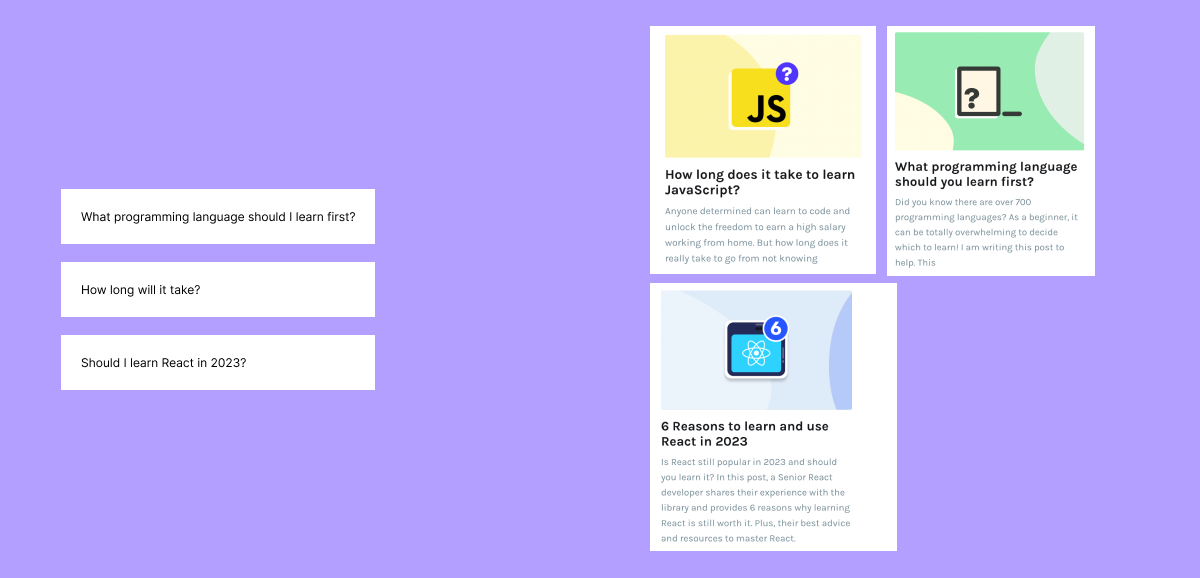 What programming language should I learn first?
How long will it take?
Should I learn React in 2023?
?
JS
How long does it take to learn
JavaScript?
Anyone determined can learn to code and
unlock the freedom to earn a high salary
working from home. But how long does it
really take to go from not knowing
?
What programming language
should you learn first?
Did you know there are over 700
programming languages? As a beginner, it
can be totally overwhelming to decide
which to learn! I am writing this post to
help. This
6
6 Reasons to learn and use
React in 2023
Is React still popular in 2023 and should
you learn it? In this post, a Senior React
developer shares their experience with the
library and provides 6 reasons why learning
React is still worth it. Plus, their best advice
and resources to master React.